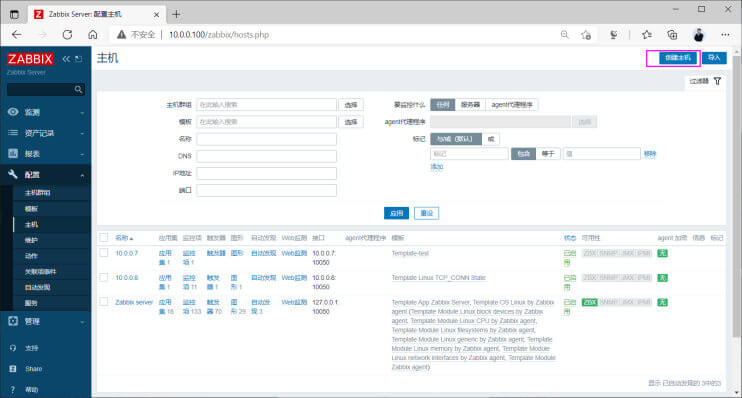 Zabbix Server: 配置主机
不安全 10.0.0.100/zabbix/hosts.php
ZABBIX
Zabbix Server
主机
创建主机 导入
过滤器
监测
资产记录
报表
配置
主机群组
模板
主机
维护
动作
关联项事件
自动发现
服务
管理
支持
Share
帮助
主机群组 在此输入搜索 选择
模板 在此输入搜索 选择
名称
DNS
IP地址
端口
要监控什么 任何 服务器 agent代理程序
agent代理程序 选择
标记 与/或(默认) 或
标记 包含 等于 值 移除
添加
应用 重设
名称 应用集 监控项 触发器 图形 自动发现 Web监测 接口 agent代理程序 模板 状态 可用性 agent 加密 信息 标记
10.0.0.7 应用集 1 监控项 1 触发器 图形 自动发现 Web监测 10.0.0.7: 10050 Template-test 已启用 ZBX SNMP JMX IPMI 无
10.0.0.8 应用集 1 监控项 11 触发器 1 图形 1 自动发现 Web监测 10.0.0.8: 10050 Template Linux TCP_CONN State 已启用 ZBX SNMP JMX IPMI 无
Zabbix server 应用集 16 监控项 133 触发器 70 图形 29 自动发现 3 Web监测 127.0.0.1: 10050 Template App Zabbix Server, Template OS Linux by Zabbix
agent (Template Module Linux block devices by Zabbix
agent, Template Module Linux CPU by Zabbix agent,
Template Module Linux filesystems by Zabbix agent,
Template Module Linux generic by Zabbix agent, Template
Module Linux memory by Zabbix agent, Template Module
Linux network interfaces by Zabbix agent, Template Module
Zabbix agent) 已启用 ZBX SNMP JMX IPMI 无
显示 已自动发现的 3中的3